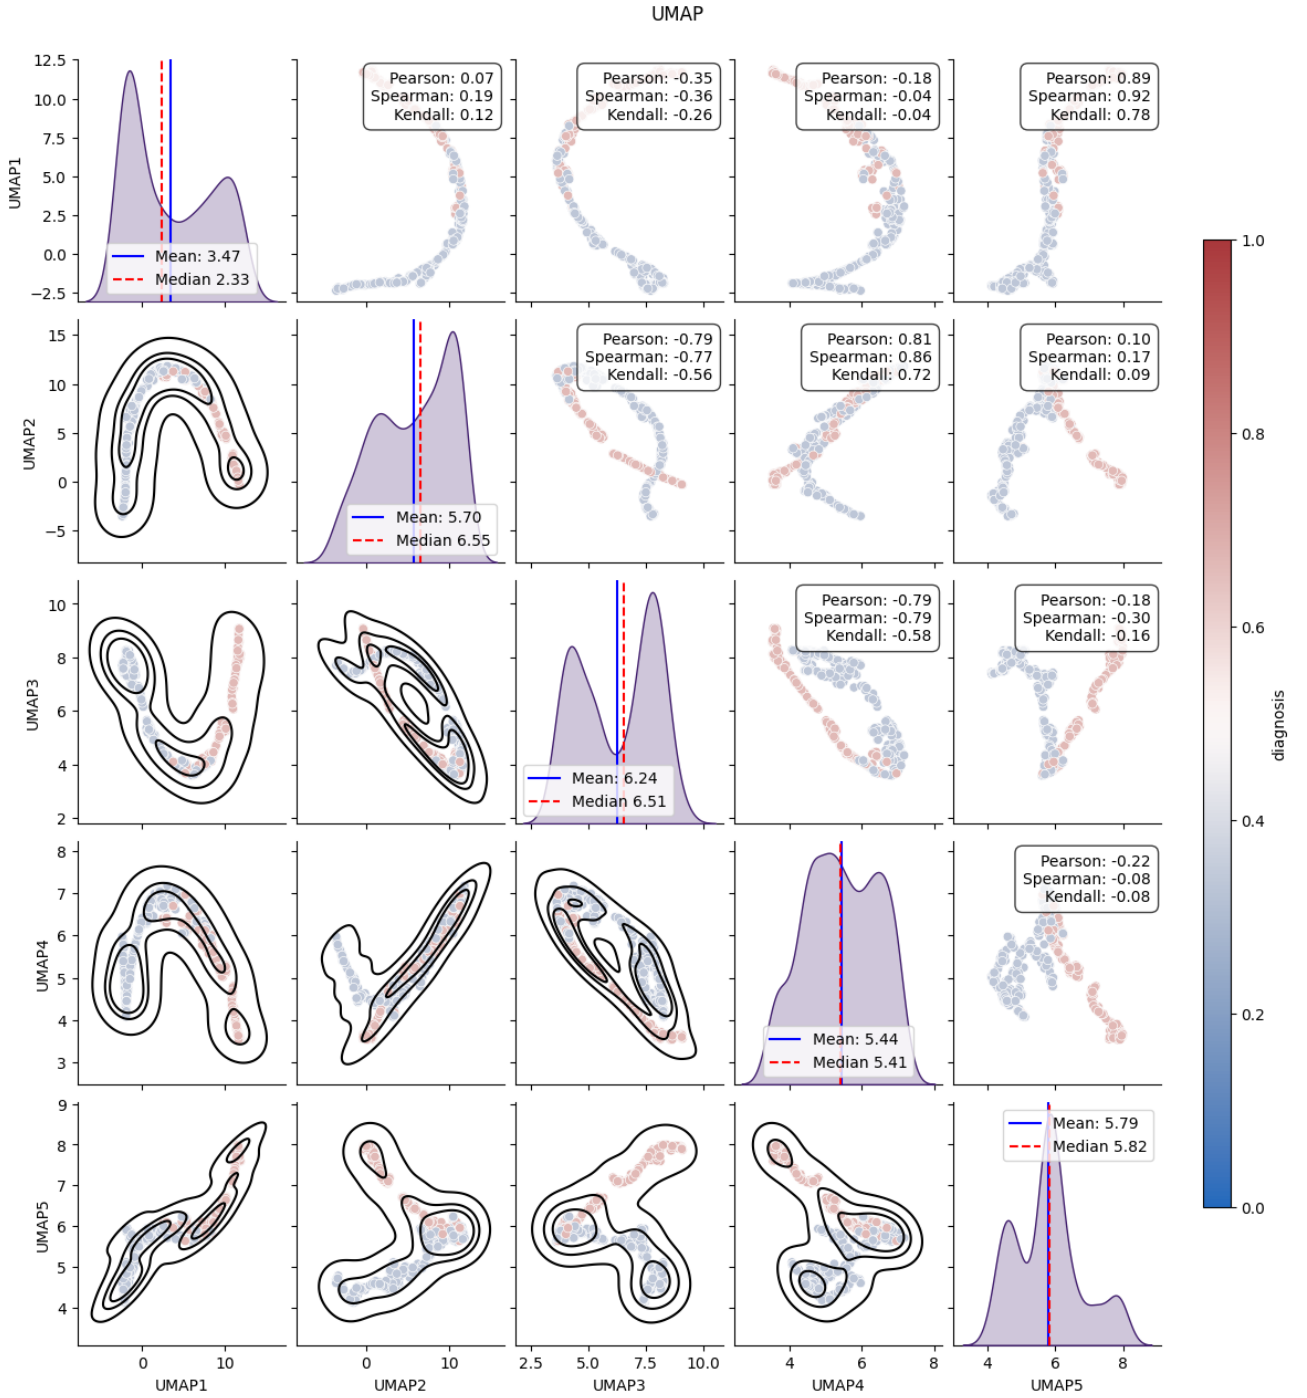 UMAP
12.5
10.0
7.5
5.0
2.5
0.0
−2.5
UMAP1
Mean: 3.47
Median 2.33
Pearson: 0.07
Spearman: 0.19
Kendall: 0.12
Pearson: -0.35
Spearman: -0.36
Kendall: -0.26
Pearson: -0.18
Spearman: -0.04
Kendall: -0.04
Pearson: 0.89
Spearman: 0.92
Kendall: 0.78
15
10
5
0
−5
UMAP2
Mean: 5.70
Median 6.55
Pearson: -0.79
Spearman: -0.77
Kendall: -0.56
Pearson: 0.81
Spearman: 0.86
Kendall: 0.72
Pearson: 0.10
Spearman: 0.17
Kendall: 0.09
10
8
6
4
2
UMAP3
Mean: 6.24
Median 6.51
Pearson: -0.79
Spearman: -0.79
Kendall: -0.58
Pearson: -0.18
Spearman: -0.30
Kendall: -0.16
8
7
6
5
4
3
UMAP4
Mean: 5.44
Median 5.41
Pearson: -0.22
Spearman: -0.08
Kendall: -0.08
9
8
7
6
5
4
UMAP5
Mean: 5.79
Median 5.82
0 10
UMAP1
0 10
UMAP2
2.5 5.0 7.5 10.0
UMAP3
4 6 8
UMAP4
4 6 8
UMAP5
1.0
0.8
0.6
0.4
0.2
0.0
diagnosis